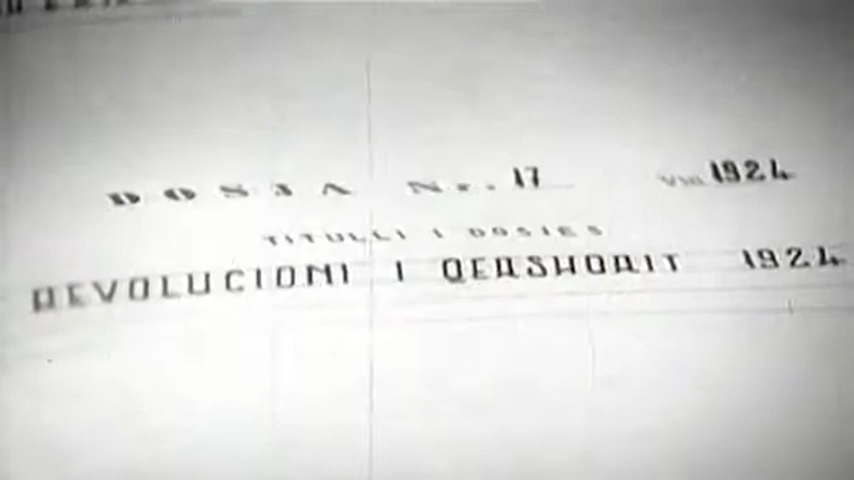 DOSJA Nr. 17 Viti 1924
TITULLI I DOSJES
REVOLUCIONI I QERSHORIT 1924